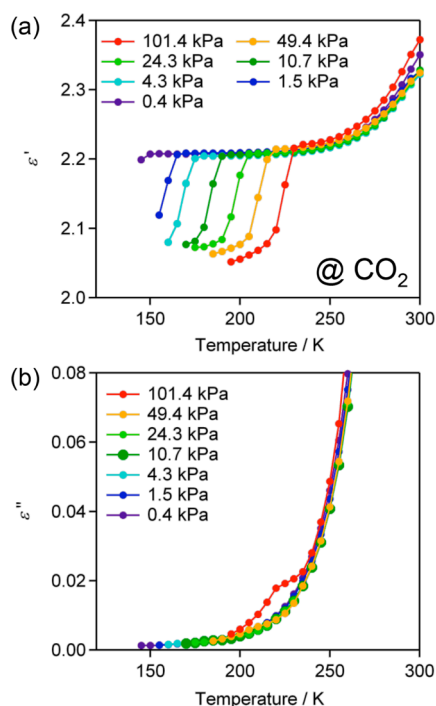 (a)
101.4 kPa 49.4 kPa
24.3 kPa 10.7 kPa
4.3 kPa 1.5 kPa
0.4 kPa
2.4
2.3
2.2
2.1
2.0
ε'
@ CO₂
150 200 250 300
Temperature / K
(b)
101.4 kPa
49.4 kPa
24.3 kPa
10.7 kPa
4.3 kPa
1.5 kPa
0.4 kPa
0.08
0.06
0.04
0.02
0.00
ε"
150 200 250 300
Temperature / K